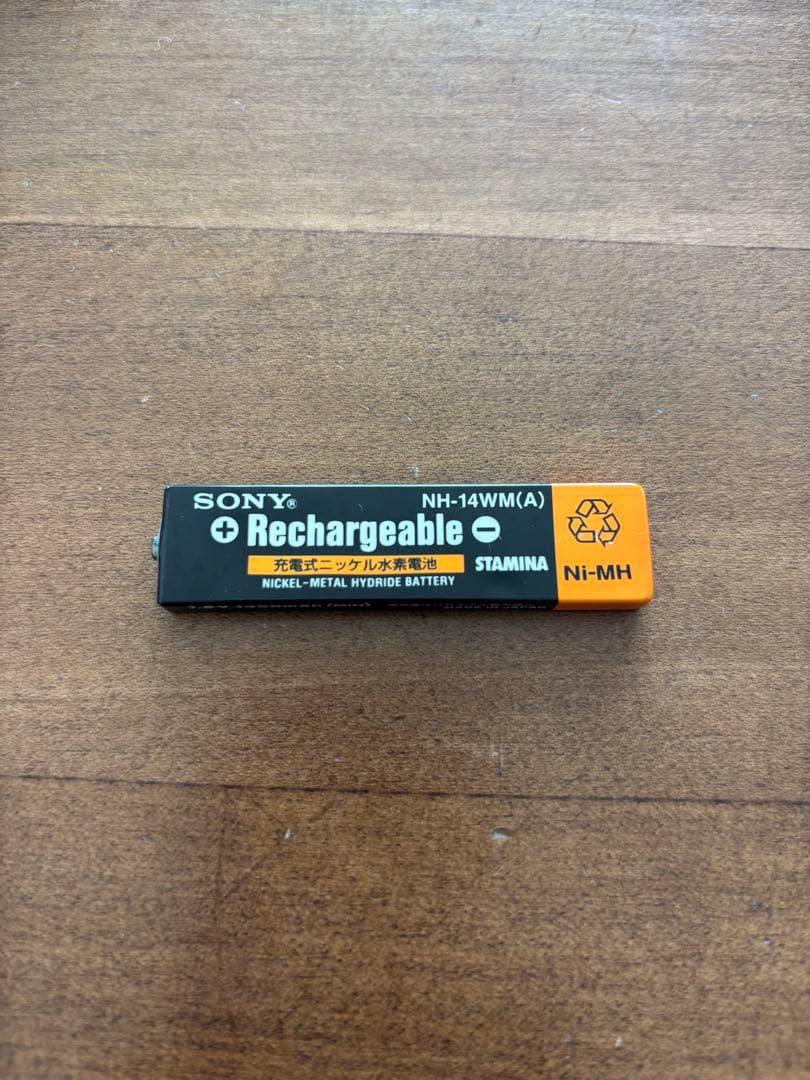 SONY® NH-14WM(A)
+ Rechargeable −
充電式ニッケル水素電池 STAMINA
NICKEL-METAL HYDRIDE BATTERY
Ni-MH